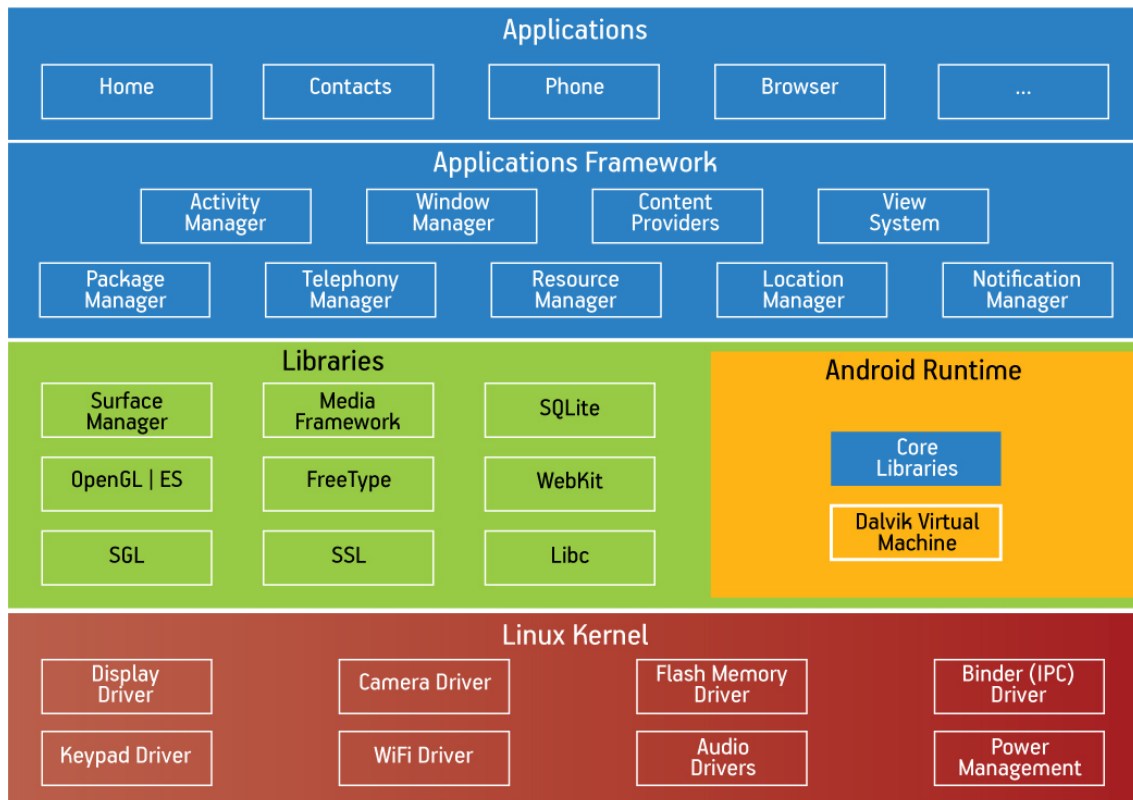 Applications
Home
Contacts
Phone
Browser
...
Applications Framework
Activity
Manager
Window
Manager
Content
Providers
View
System
Package
Manager
Telephony
Manager
Resource
Manager
Location
Manager
Notification
Manager
Libraries
Surface
Manager
Media
Framework
SQLite
OpenGL | ES
FreeType
WebKit
SGL
SSL
Libc
Android Runtime
Core
Libraries
Dalvik Virtual
Machine
Linux Kernel
Display
Driver
Camera Driver
Flash Memory
Driver
Binder (IPC)
Driver
Keypad Driver
WiFi Driver
Audio
Drivers
Power
Management